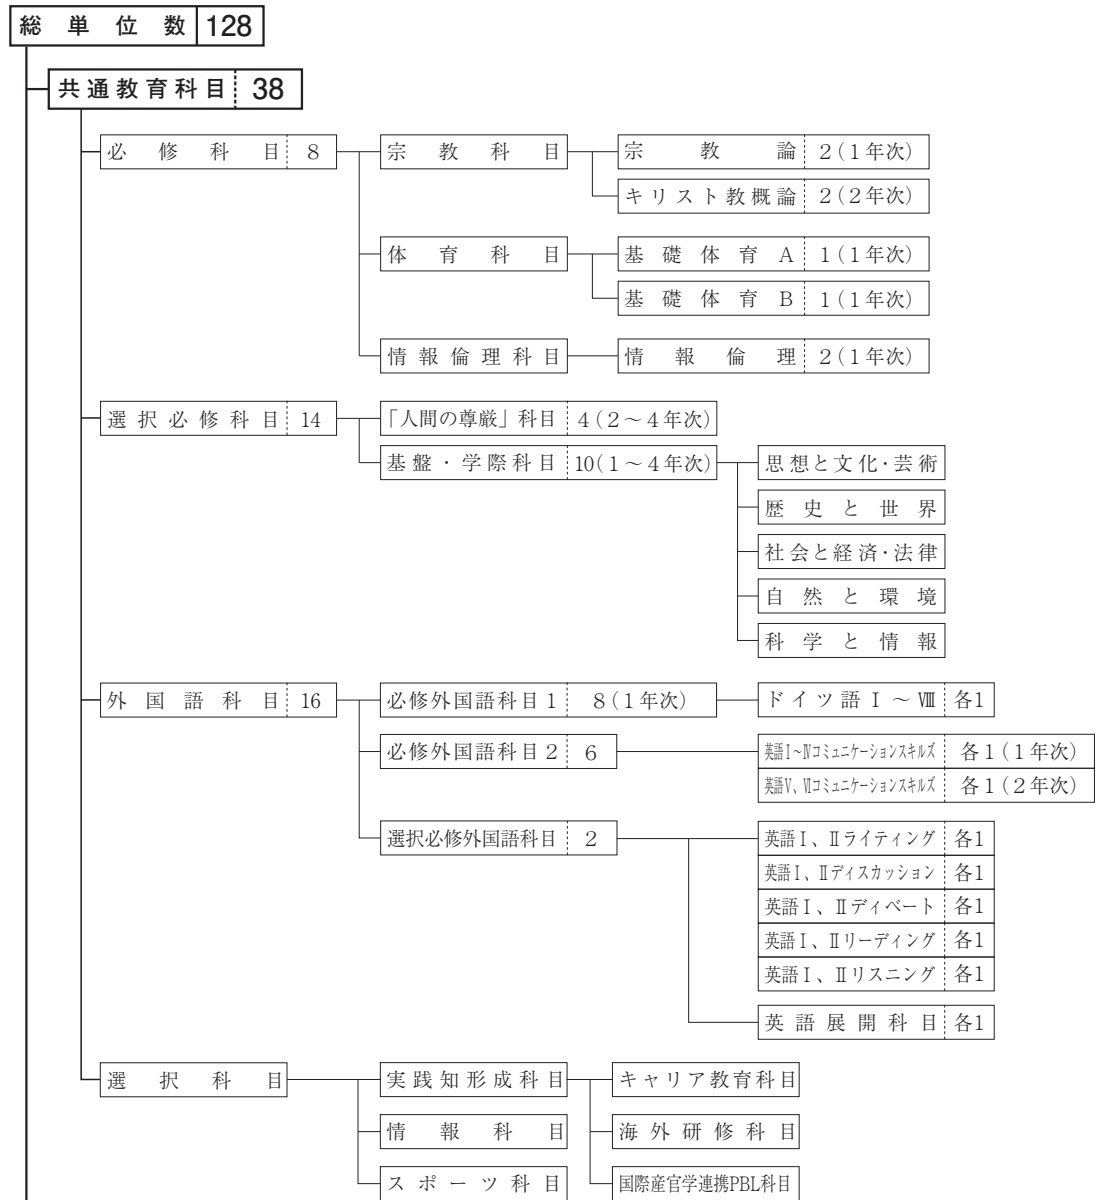 総単位数 128
共通教育科目 38
必修科目 8 宗教科目 宗教論 2(1年次)
キリスト教概論 2(2年次)
体育科目 基礎体育A 1(1年次)
基礎体育B 1(1年次)
情報倫理科目 情報倫理 2(1年次)
選択必修科目 14 「人間の尊厳」科目 4(2～4年次)
基盤・学際科目 10(1～4年次) 思想と文化・芸術
歴史と世界
社会と経済・法律
自然と環境
科学と情報
外国語科目 16 必修外国語科目1 8(1年次) ドイツ語Ⅰ～Ⅷ 各1
必修外国語科目2 6 英語Ⅰ～Ⅳコミュニケーションスキルズ 各1(1年次)
英語Ⅴ、Ⅵコミュニケーションスキルズ 各1(2年次)
選択必修外国語科目 2 英語Ⅰ、Ⅱライティング 各1
英語Ⅰ、Ⅱディスカッション 各1
英語Ⅰ、Ⅱディベート 各1
英語Ⅰ、Ⅱリーディング 各1
英語Ⅰ、Ⅱリスニング 各1
英語展開科目 各1
選択科目 実践知形成科目 キャリア教育科目
情報科目 海外研修科目
スポーツ科目 国際産官学連携PBL科目